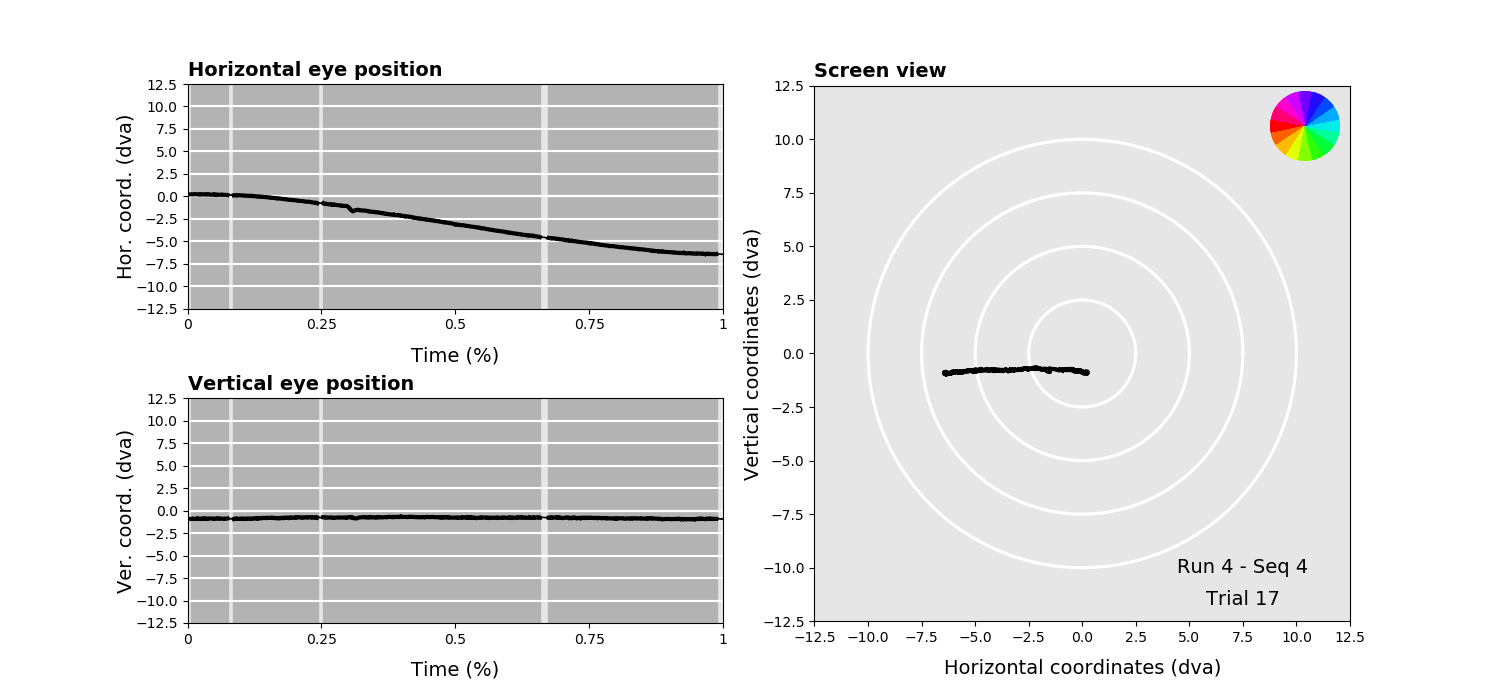 Horizontal eye position
12.5
10.0
7.5
5.0
2.5
0.0
−2.5
−5.0
−7.5
−10.0
−12.5
Hor. coord. (dva)
0 0.25 0.5 0.75 1
Time (%)
Vertical eye position
12.5
10.0
7.5
5.0
2.5
0.0
−2.5
−5.0
−7.5
−10.0
−12.5
Ver. coord. (dva)
0 0.25 0.5 0.75 1
Time (%)
Screen view
12.5
10.0
7.5
5.0
2.5
0.0
−2.5
−5.0
−7.5
−10.0
−12.5
Vertical coordinates (dva)
Run 4 - Seq 4
Trial 17
−12.5 −10.0 −7.5 −5.0 −2.5 0.0 2.5 5.0 7.5 10.0 12.5
Horizontal coordinates (dva)